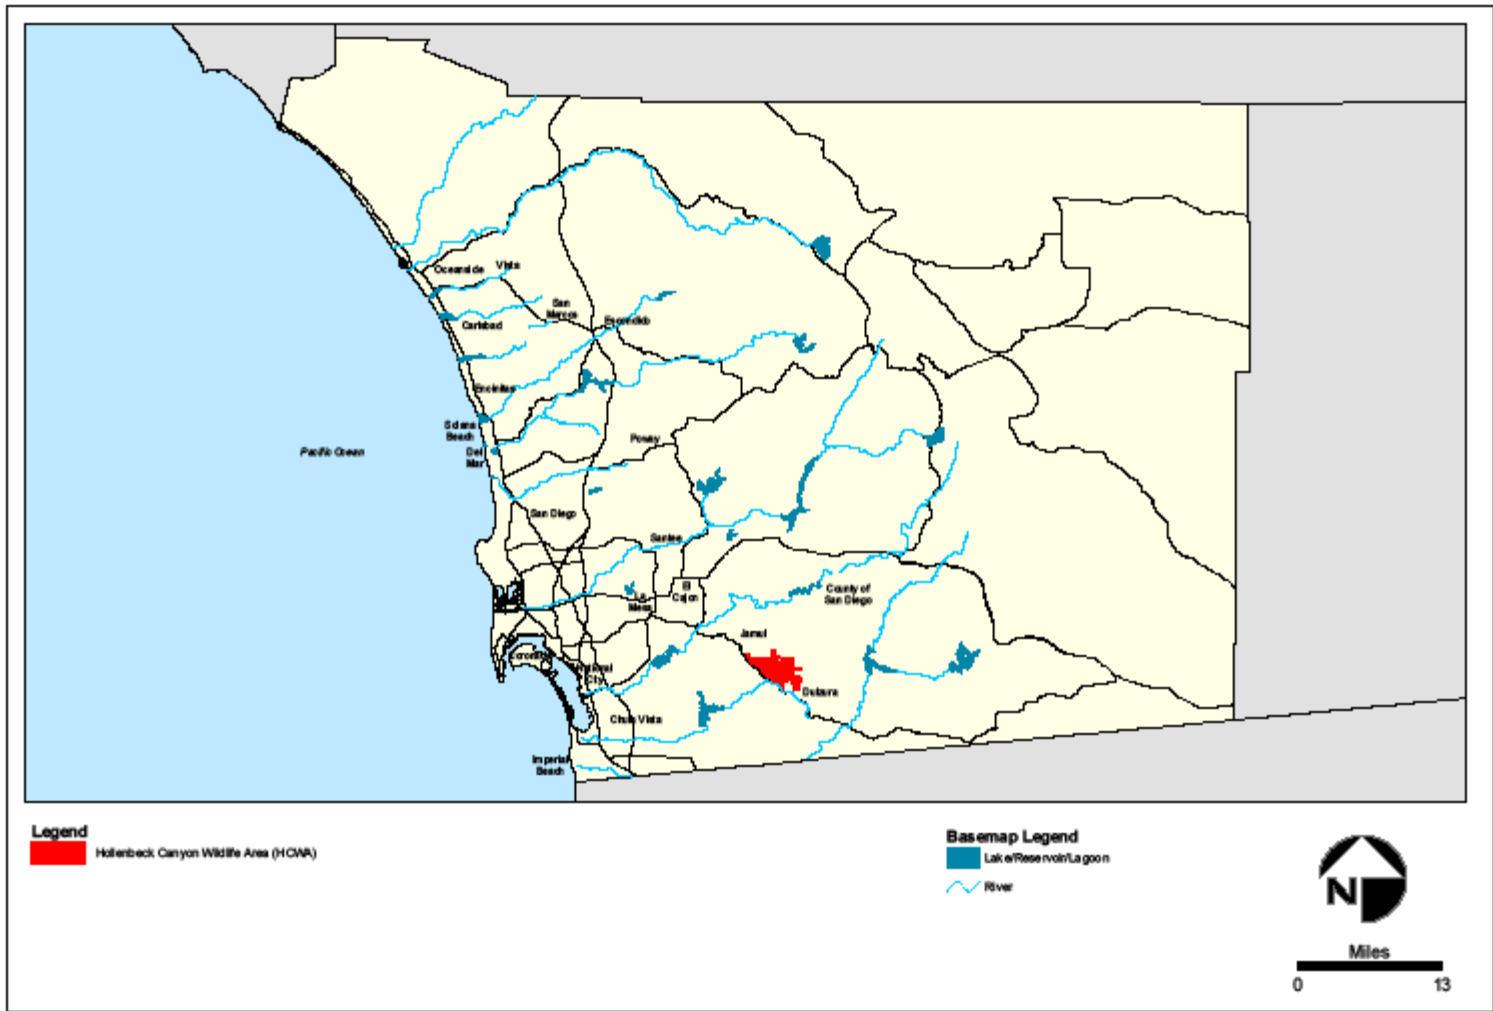 Oceanside
Vista
San
Marcos
Escondido
Carlsbad
Encinitas
Solana
Beach
Del
Mar
Poway
Pacific Ocean
San Diego
Santee
La
Mesa
El
Cajon
County of
San Diego
Jamul
Coronado
National
City
Dulzura
Chula Vista
Imperial
Beach
Legend
Hollenbeck Canyon Wildlife Area (HCWA)
Basemap Legend
Lake/Reservoir/Lagoon
River
N
Miles
0 13